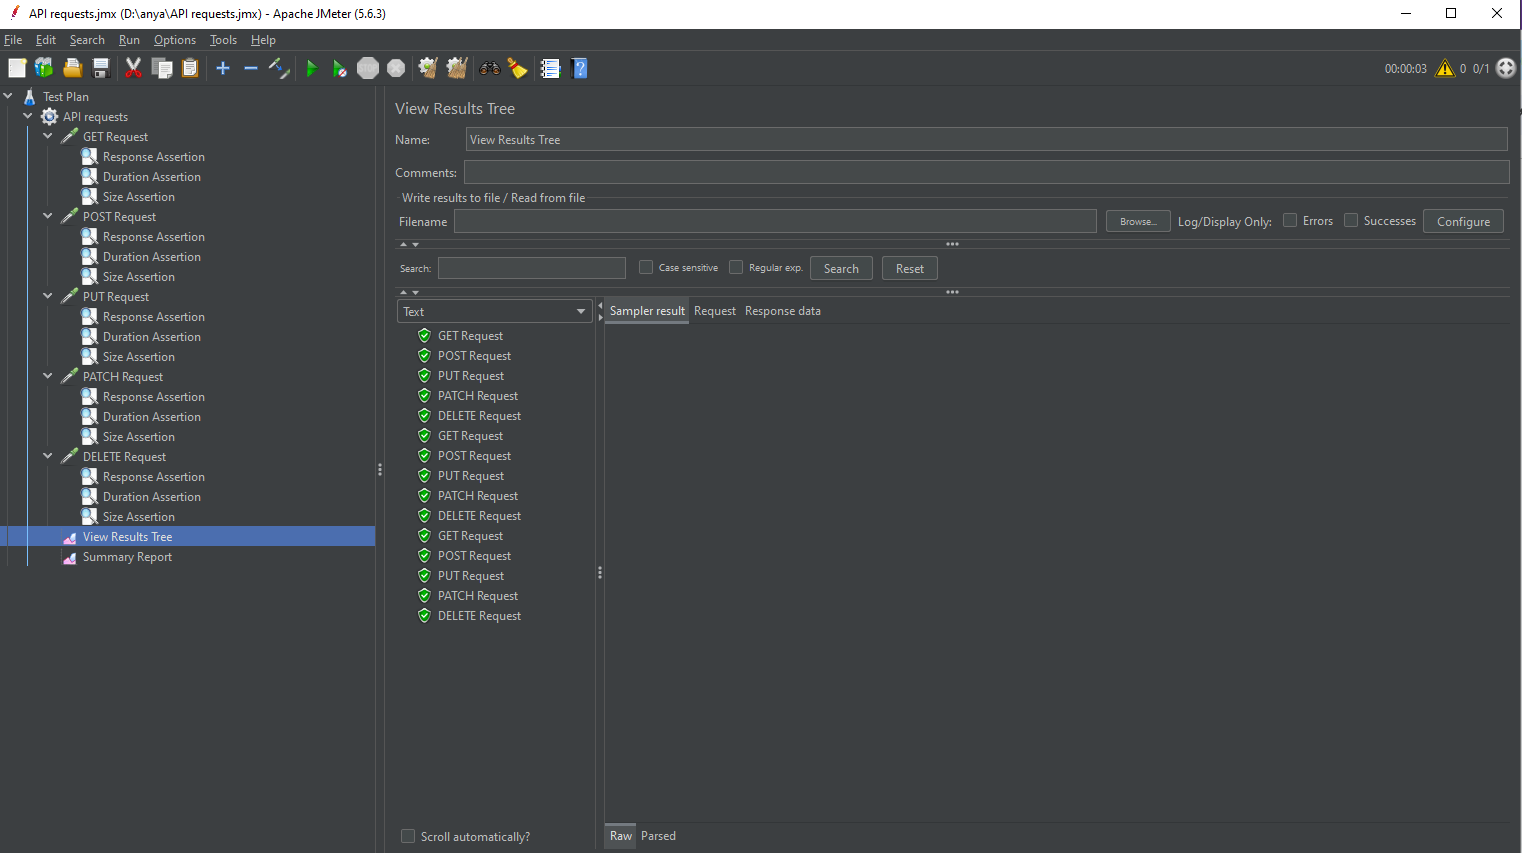 API requests.jmx (D:\anya\API requests.jmx) - Apache JMeter (5.6.3)
File Edit Search Run Options Tools Help
00:00:03 0 0/1
Test Plan
API requests
GET Request
Response Assertion
Duration Assertion
Size Assertion
POST Request
Response Assertion
Duration Assertion
Size Assertion
PUT Request
Response Assertion
Duration Assertion
Size Assertion
PATCH Request
Response Assertion
Duration Assertion
Size Assertion
DELETE Request
Response Assertion
Duration Assertion
Size Assertion
View Results Tree
Summary Report
View Results Tree
Name: View Results Tree
Comments:
Write results to file / Read from file
Filename Browse... Log/Display Only: Errors Successes Configure
Search: Case sensitive Regular exp. Search Reset
Text
Sampler result Request Response data
GET Request
POST Request
PUT Request
PATCH Request
DELETE Request
GET Request
POST Request
PUT Request
PATCH Request
DELETE Request
GET Request
POST Request
PUT Request
PATCH Request
DELETE Request
Scroll automatically?
Raw Parsed